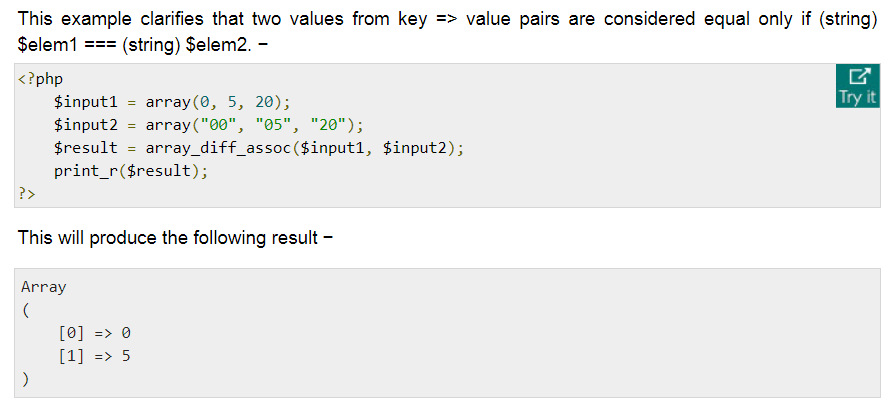 This example clarifies that two values from key => value pairs are considered equal only if (string)
$elem1 === (string) $elem2. −
<?php
    $input1 = array(0, 5, 20);
    $input2 = array("00", "05", "20");
    $result = array_diff_assoc($input1, $input2);
    print_r($result);
?>
Try it
This will produce the following result −
Array
(
    [0] => 0
    [1] => 5
)